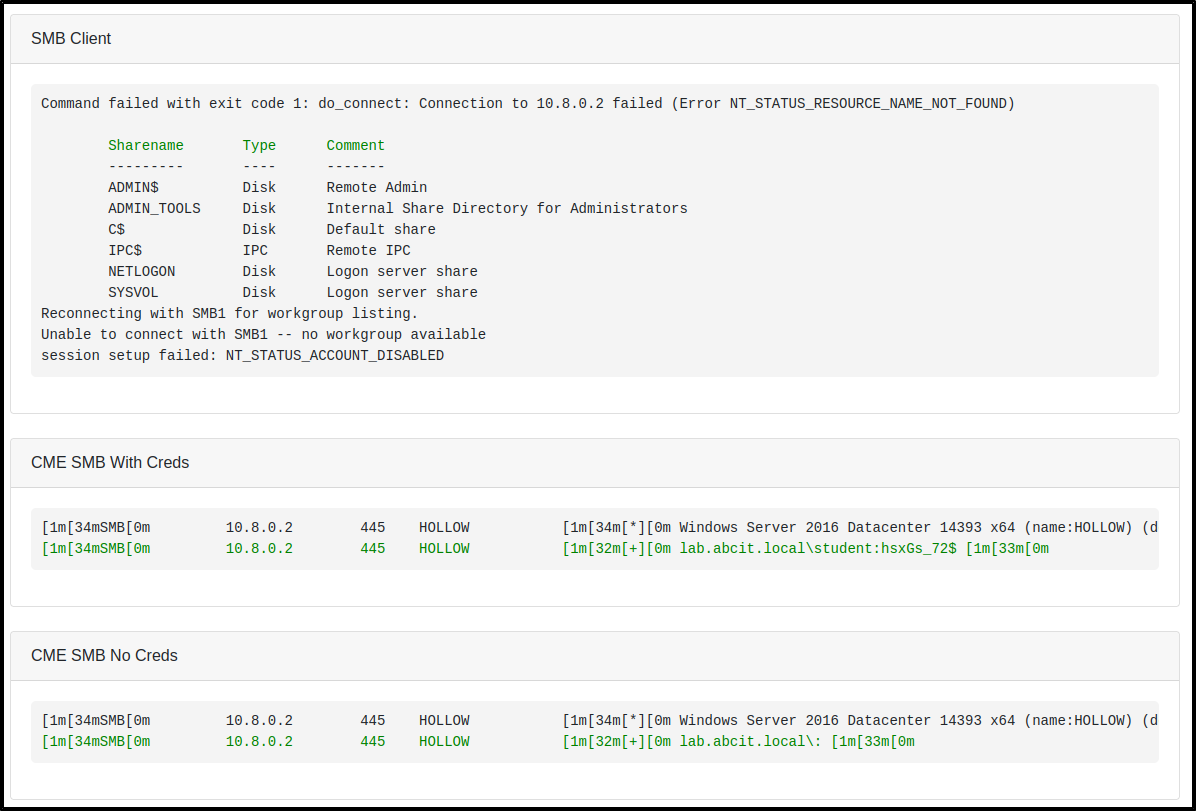 SMB Client
Command failed with exit code 1: do_connect: Connection to 10.8.0.2 failed (Error NT_STATUS_RESOURCE_NAME_NOT_FOUND)
Sharename Type Comment
--------- ---- -------
ADMIN$ Disk Remote Admin
ADMIN_TOOLS Disk Internal Share Directory for Administrators
C$ Disk Default share
IPC$ IPC Remote IPC
NETLOGON Disk Logon server share
SYSVOL Disk Logon server share
Reconnecting with SMB1 for workgroup listing.
Unable to connect with SMB1 -- no workgroup available
session setup failed: NT_STATUS_ACCOUNT_DISABLED
CME SMB With Creds
[1m[34mSMB[0m 10.8.0.2 445 HOLLOW [1m[34m[*][0m Windows Server 2016 Datacenter 14393 x64 (name:HOLLOW) (d
[1m[34mSMB[0m 10.8.0.2 445 HOLLOW [1m[32m[+][0m lab.abcit.local\student:hsxGs_72$ [1m[33m[0m
CME SMB No Creds
[1m[34mSMB[0m 10.8.0.2 445 HOLLOW [1m[34m[*][0m Windows Server 2016 Datacenter 14393 x64 (name:HOLLOW) (d
[1m[34mSMB[0m 10.8.0.2 445 HOLLOW [1m[32m[+][0m lab.abcit.local\: [1m[33m[0m